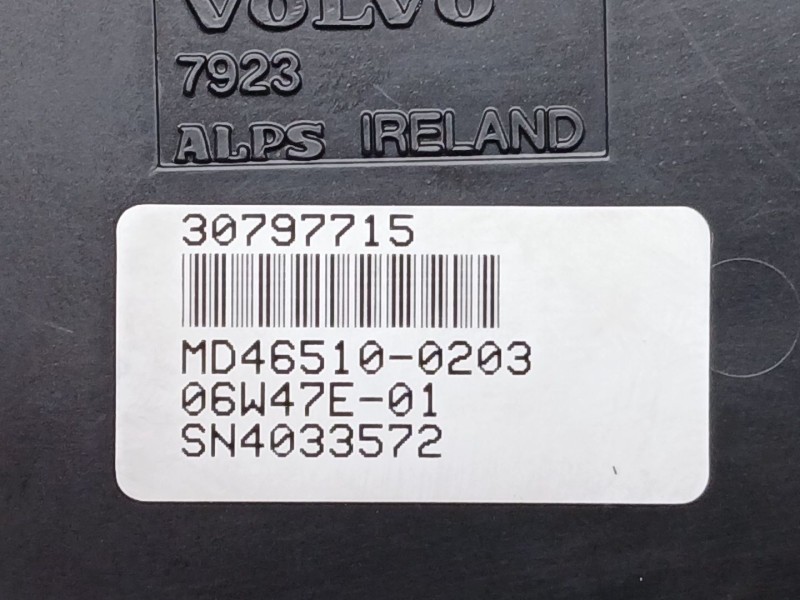 VOLVO
7923
ALPS IRELAND
30797715
MD46510-0203
06W47E-01
SN4033572